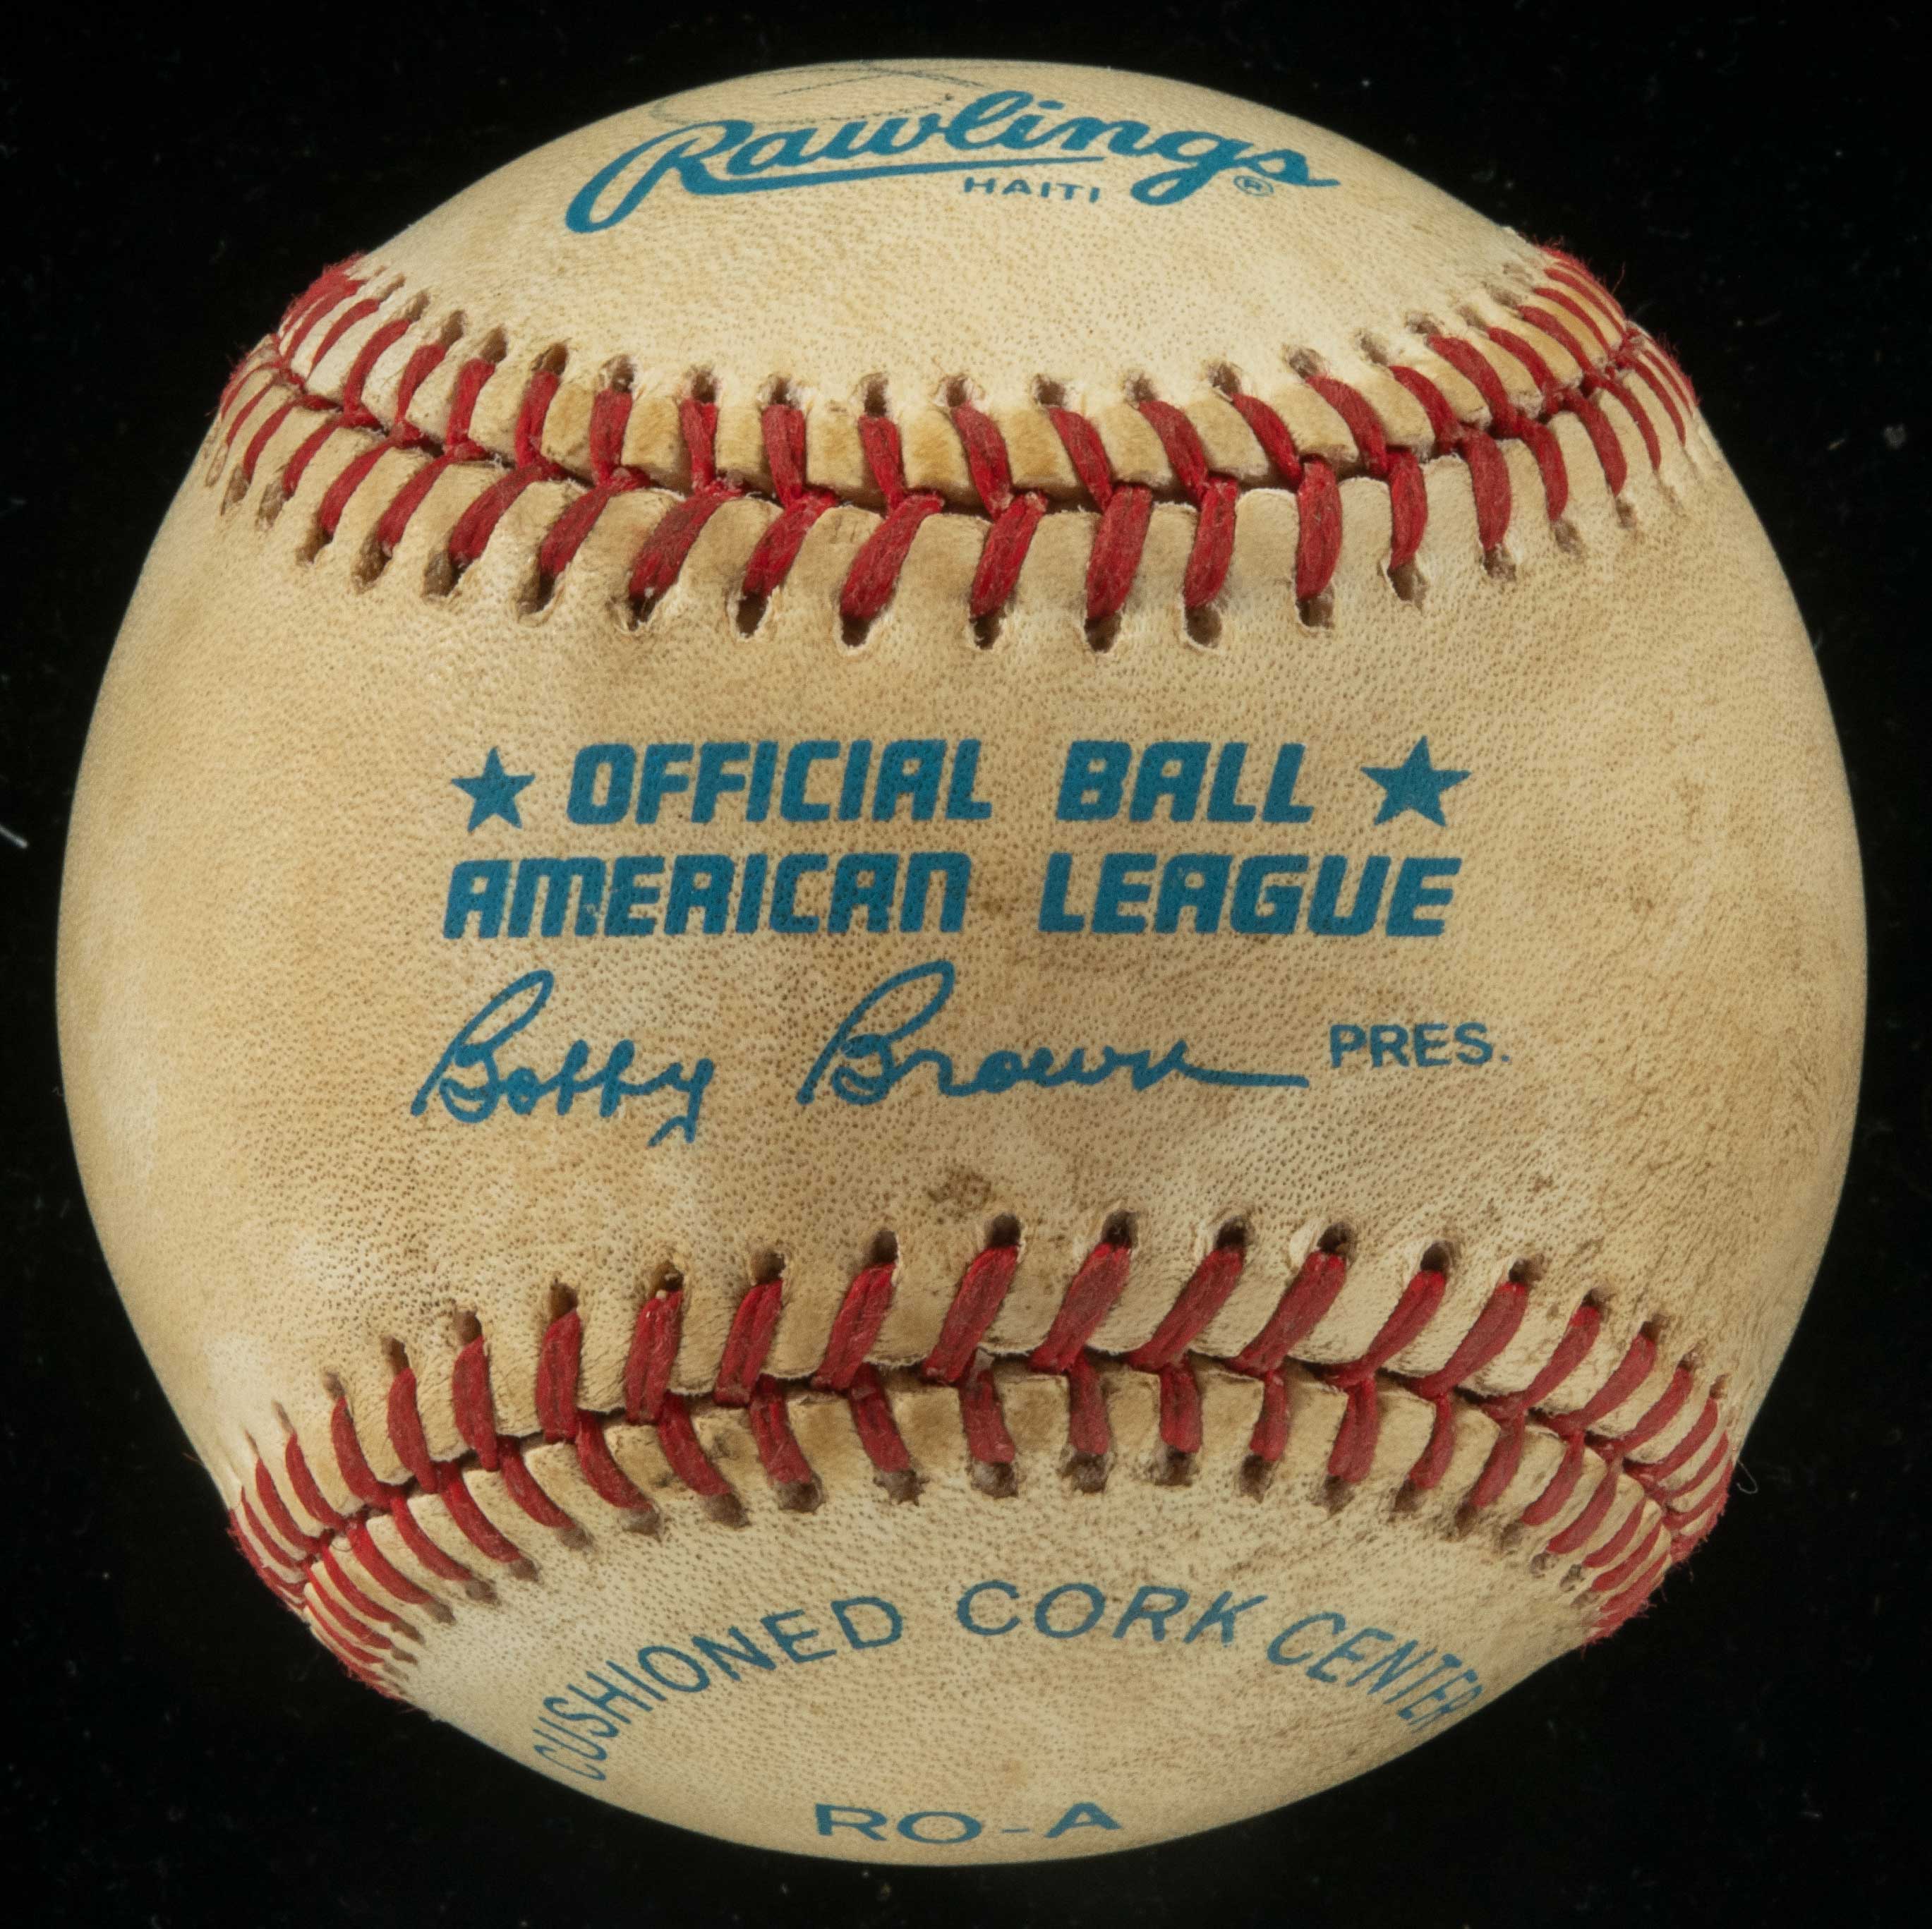 Rawlings ®
HAITI
★ OFFICIAL BALL ★
AMERICAN LEAGUE
Bobby Brown PRES.
CUSHIONED CORK CENTER
RO-A